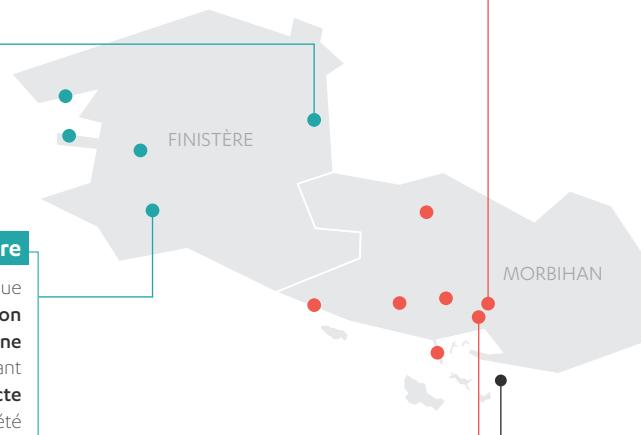 FINISTÈRE
MORBIHAN
re
ue
on
ne
ant
cte
été